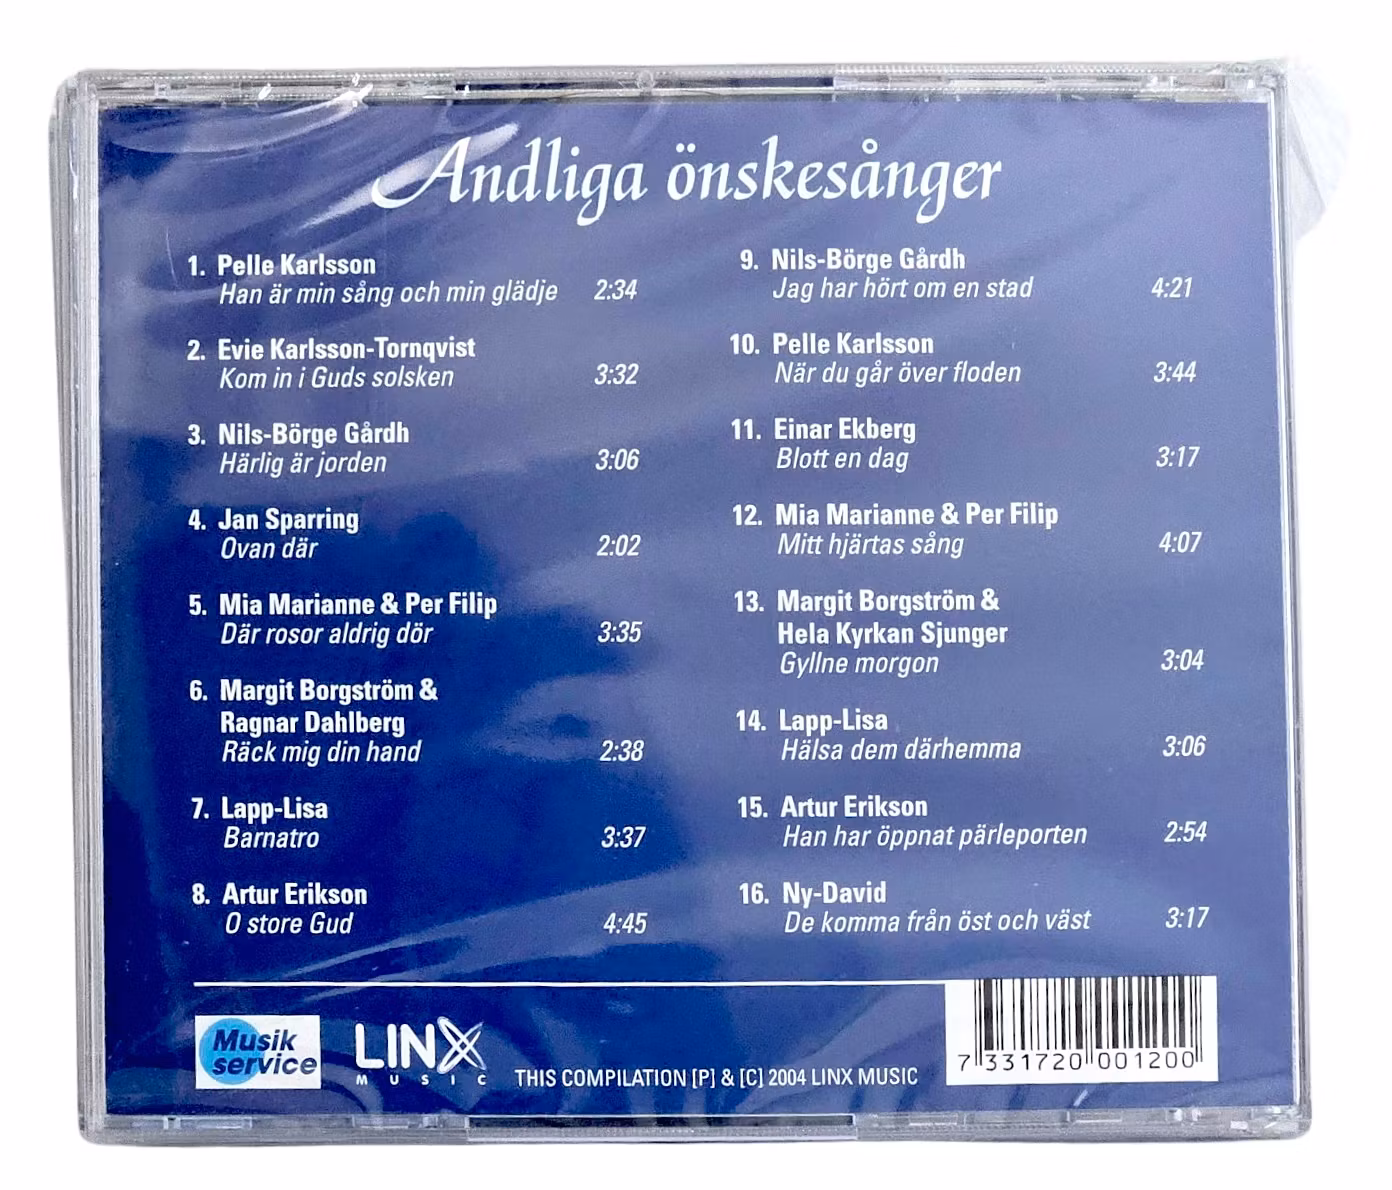 Andliga önskesånger
1. Pelle Karlsson
Han är min sång och min glädje 2:34
2. Evie Karlsson-Tornqvist
Kom in i Guds solsken 3:32
3. Nils-Börge Gårdh
Härlig är jorden 3:06
4. Jan Sparring
Ovan där 2:02
5. Mia Marianne & Per Filip
Där rosor aldrig dör 3:35
6. Margit Borgström &
Ragnar Dahlberg
Räck mig din hand 2:38
7. Lapp-Lisa
Barnatro 3:37
8. Artur Erikson
O store Gud 4:45
9. Nils-Börge Gårdh
Jag har hört om en stad 4:21
10. Pelle Karlsson
När du går över floden 3:44
11. Einar Ekberg
Blott en dag 3:17
12. Mia Marianne & Per Filip
Mitt hjärtas sång 4:07
13. Margit Borgström &
Hela Kyrkan Sjunger
Gyllne morgon 3:04
14. Lapp-Lisa
Hälsa dem därhemma 3:06
15. Artur Erikson
Han har öppnat pärleporten 2:54
16. Ny-David
De komma från öst och väst 3:17
Musik
service
LINX
MUSIC
THIS COMPILATION [P] & [C] 2004 LINX MUSIC
7 331720 001200